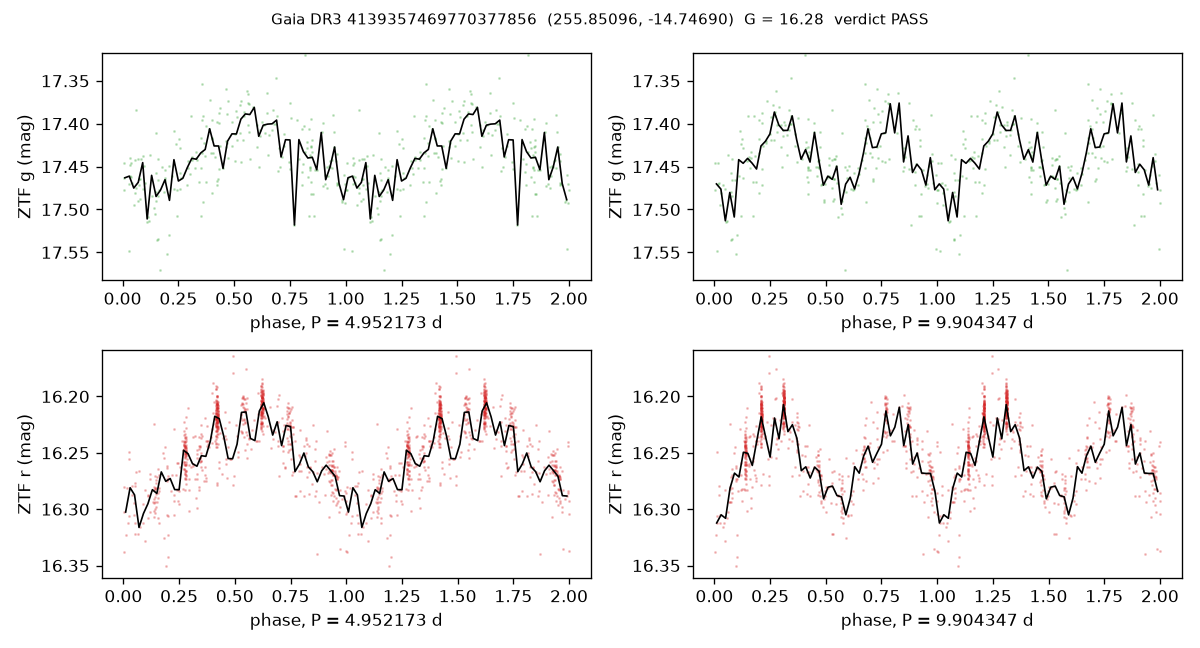 Gaia DR3 4139357469770377856 (255.85096, -14.74690) G = 16.28 verdict PASS
ZTF g (mag)
17.35
17.40
17.45
17.50
17.55
0.00 0.25 0.50 0.75 1.00 1.25 1.50 1.75 2.00
phase, P = 4.952173 d
ZTF g (mag)
17.35
17.40
17.45
17.50
17.55
0.00 0.25 0.50 0.75 1.00 1.25 1.50 1.75 2.00
phase, P = 9.904347 d
ZTF r (mag)
16.20
16.25
16.30
16.35
0.00 0.25 0.50 0.75 1.00 1.25 1.50 1.75 2.00
phase, P = 4.952173 d
ZTF r (mag)
16.20
16.25
16.30
16.35
0.00 0.25 0.50 0.75 1.00 1.25 1.50 1.75 2.00
phase, P = 9.904347 d